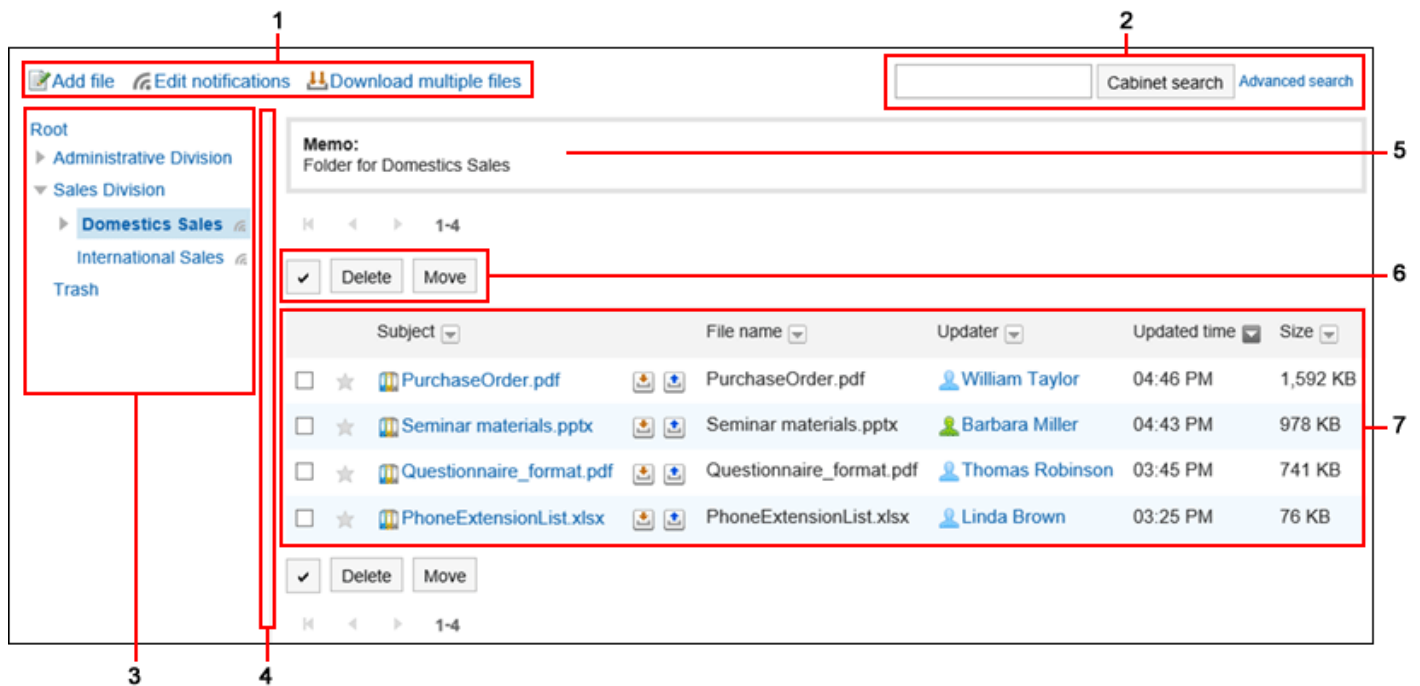 1 2
Add file Edit notifications Download multiple files Cabinet search Advanced search
Root
Administrative Division
Sales Division
Domestics Sales
International Sales
Trash
Memo:
Folder for Domestics Sales
5
1-4
Delete Move
6
Subject File name Updater Updated time Size
PurchaseOrder.pdf PurchaseOrder.pdf William Taylor 04:46 PM 1,592 KB
Seminar materials.pptx Seminar materials.pptx Barbara Miller 04:43 PM 978 KB
7
Questionnaire_format.pdf Questionnaire_format.pdf Thomas Robinson 03:45 PM 741 KB
PhoneExtensionList.xlsx PhoneExtensionList.xlsx Linda Brown 03:25 PM 76 KB
Delete Move
1-4
3 4